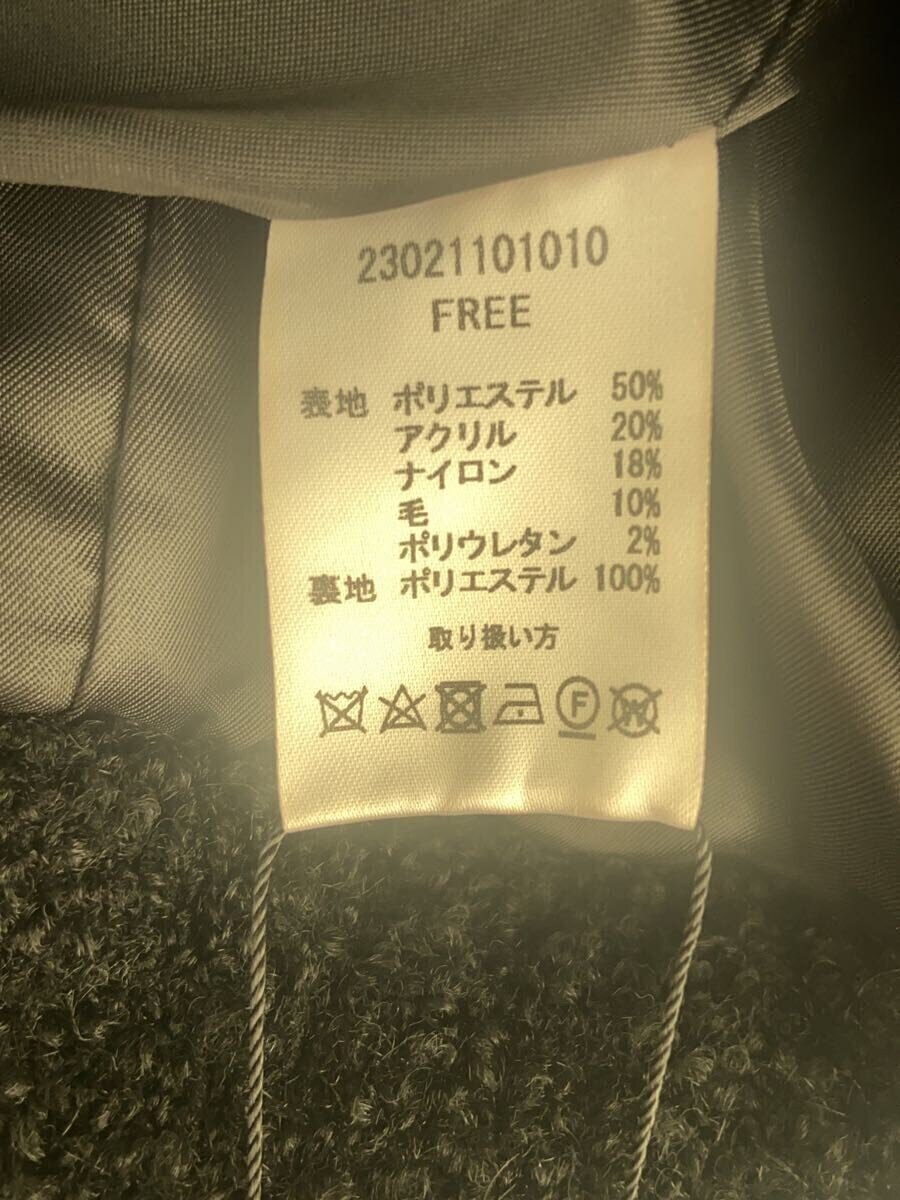 23021101010
FREE
表地 ポリエステル 50%
アクリル 20%
ナイロン 18%
毛 10%
ポリウレタン 2%
裏地 ポリエステル 100%
取り扱い方
F
W